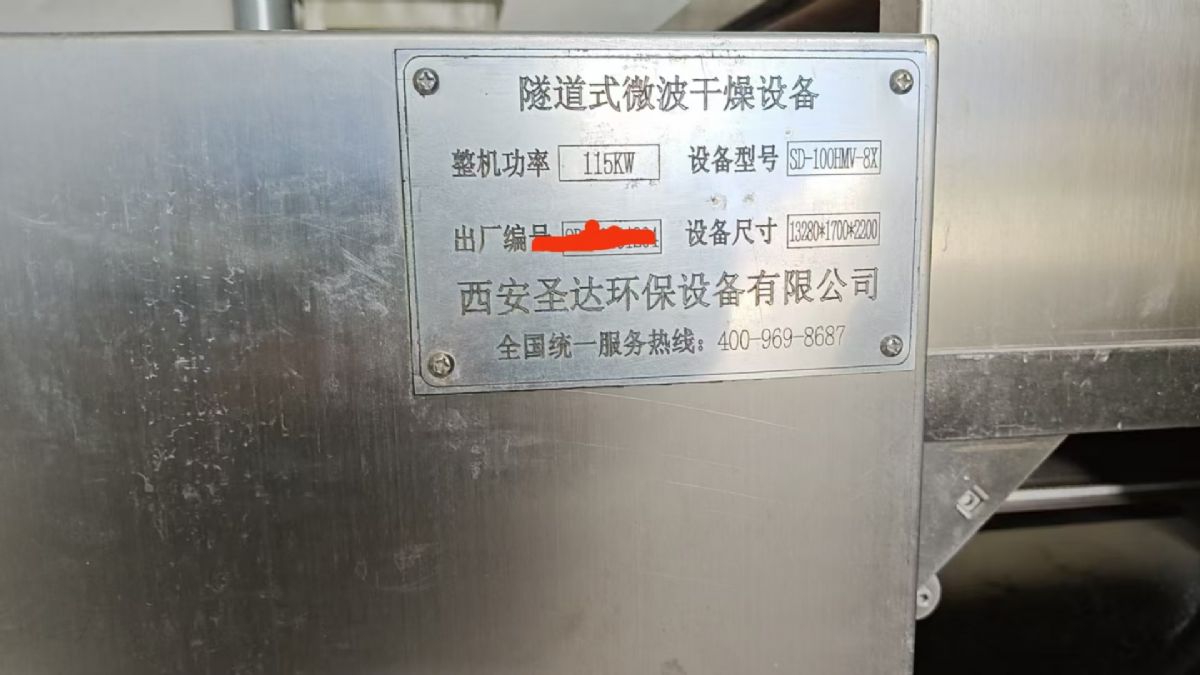 隧道式微波干燥设备
整机功率 115KW 设备型号 SD-100HMV-8X
出厂编号 设备尺寸 13280*1700*2200
西安圣达环保设备有限公司
全国统一服务热线：400-969-8687